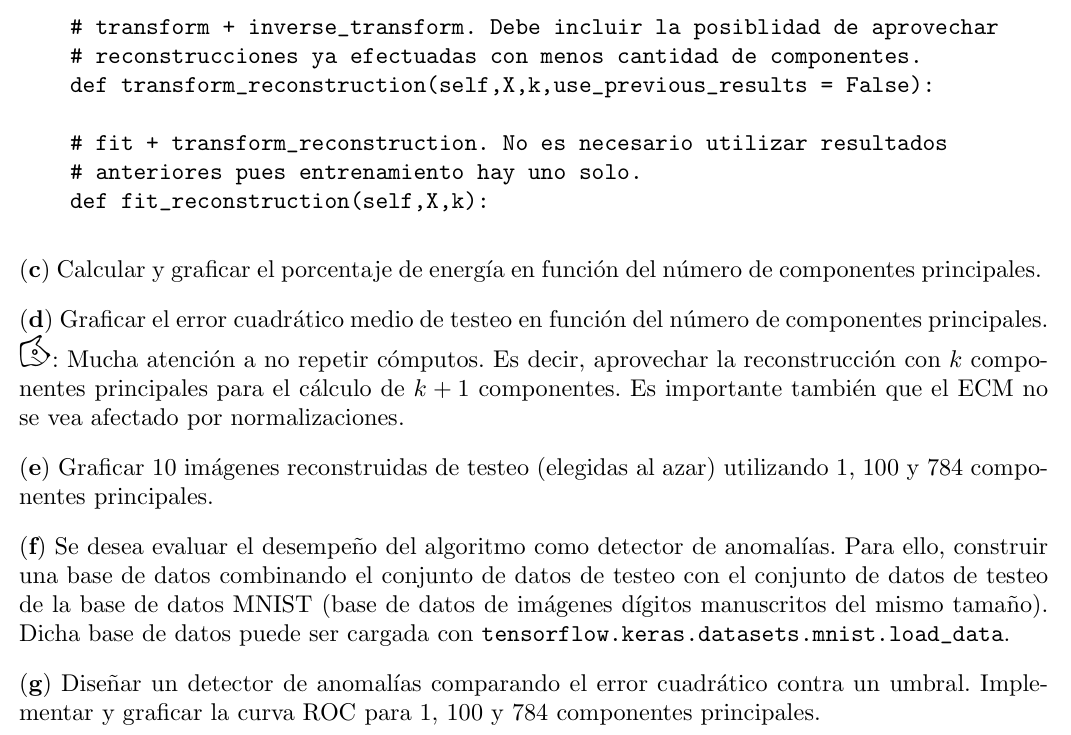 # transform + inverse_transform. Debe incluir la posiblidad de aprovechar
# reconstrucciones ya efectuadas con menos cantidad de componentes.
def transform_reconstruction(self,X,k,use_previous_results = False):
# fit + transform_reconstruction. No es necesario utilizar resultados
# anteriores pues entrenamiento hay uno solo.
def fit_reconstruction(self,X,k):
(c) Calcular y graficar el porcentaje de energía en función del número de componentes principales.
(d) Graficar el error cuadrático medio de testeo en función del número de componentes principales.
: Mucha atención a no repetir cómputos. Es decir, aprovechar la reconstrucción con k compo-
nentes principales para el cálculo de k + 1 componentes. Es importante también que el ECM no
se vea afectado por normalizaciones.
(e) Graficar 10 imágenes reconstruidas de testeo (elegidas al azar) utilizando 1, 100 y 784 compo-
nentes principales.
(f) Se desea evaluar el desempeño del algoritmo como detector de anomalías. Para ello, construir
una base de datos combinando el conjunto de datos de testeo con el conjunto de datos de testeo
de la base de datos MNIST (base de datos de imágenes dígitos manuscritos del mismo tamaño).
Dicha base de datos puede ser cargada con tensorflow.keras.datasets.mnist.load_data.
(g) Diseñar un detector de anomalías comparando el error cuadrático contra un umbral. Imple-
mentar y graficar la curva ROC para 1, 100 y 784 componentes principales.